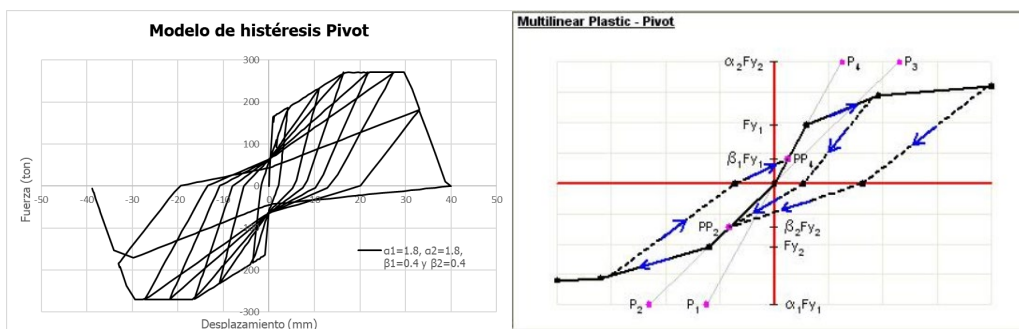 Modelo de histéresis Pivot
Fuerza (ton)
300
200
100
0
-100
-200
-300
-50
-40
-30
-20
-10
0
10
20
30
40
50
α1=1.8, α2=1.8,
β1=0.4 y β2=0.4
Desplazamiento (mm)
Multilinear Plastic - Pivot
α₂Fy₂
P₄
P₃
Fy₁
β₁Fy₁
PP₄
PP₂
β₂Fy₂
Fy₂
P₂
P₁
α₁Fy₁